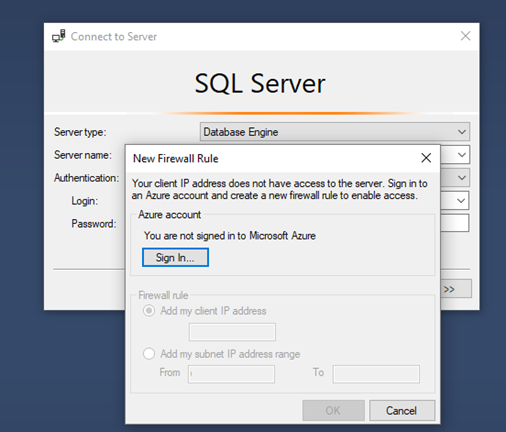 Connect to Server
SQL Server
Server type:
Database Engine
Server name:
Authentication:
Login:
Password:
>>
New Firewall Rule
Your client IP address does not have access to the server. Sign in to
an Azure account and create a new firewall rule to enable access.
Azure account
You are not signed in to Microsoft Azure
Sign In...
Firewall rule
Add my client IP address
Add my subnet IP address range
From
To
OK
Cancel